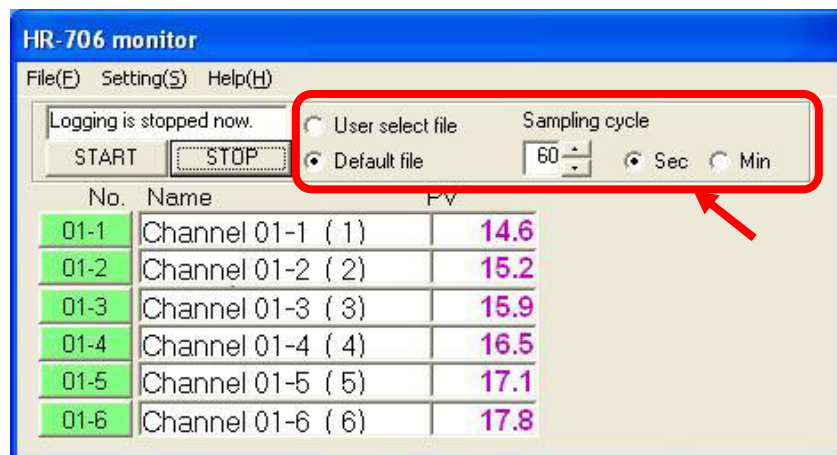 HR-706 monitor
File(F) Setting(S) Help(H)
Logging is stopped now. User select file Sampling cycle
START STOP Default file 60 Sec Min
No. Name PV
01-1 Channel 01-1 ( 1) 14.6
01-2 Channel 01-2 ( 2) 15.2
01-3 Channel 01-3 ( 3) 15.9
01-4 Channel 01-4 ( 4) 16.5
01-5 Channel 01-5 ( 5) 17.1
01-6 Channel 01-6 ( 6) 17.8